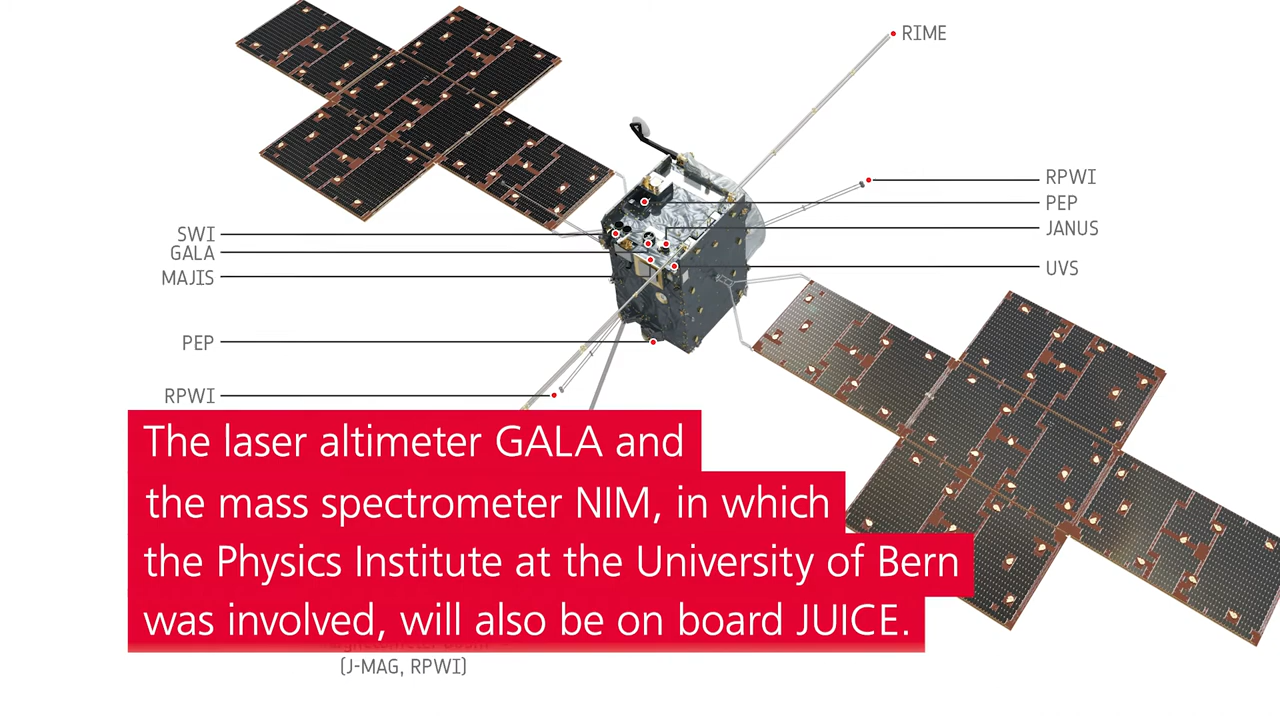 RIME
RPWI
PEP
JANUS
UVS
SWI
GALA
MAJIS
PEP
RPWI
The laser altimeter GALA and
the mass spectrometer NIM, in which
the Physics Institute at the University of Bern
was involved, will also be on board JUICE.
(J-MAG, RPWI)